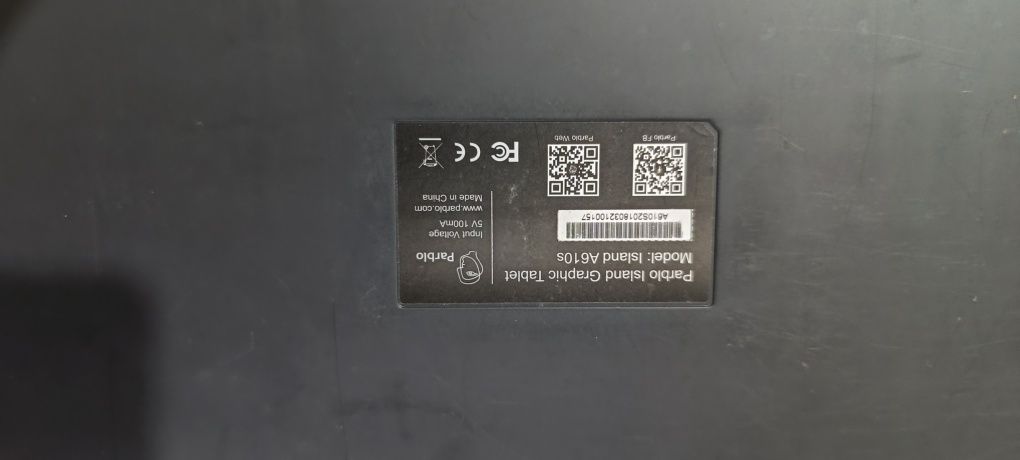 Parblo Island Graphic Tablet
Model: Island A610s
A610S2018032100157
Parblo FB
Parblo Web
Parblo
Input Voltage
5V 100mA
www.parblo.com
Made in China
FC CE